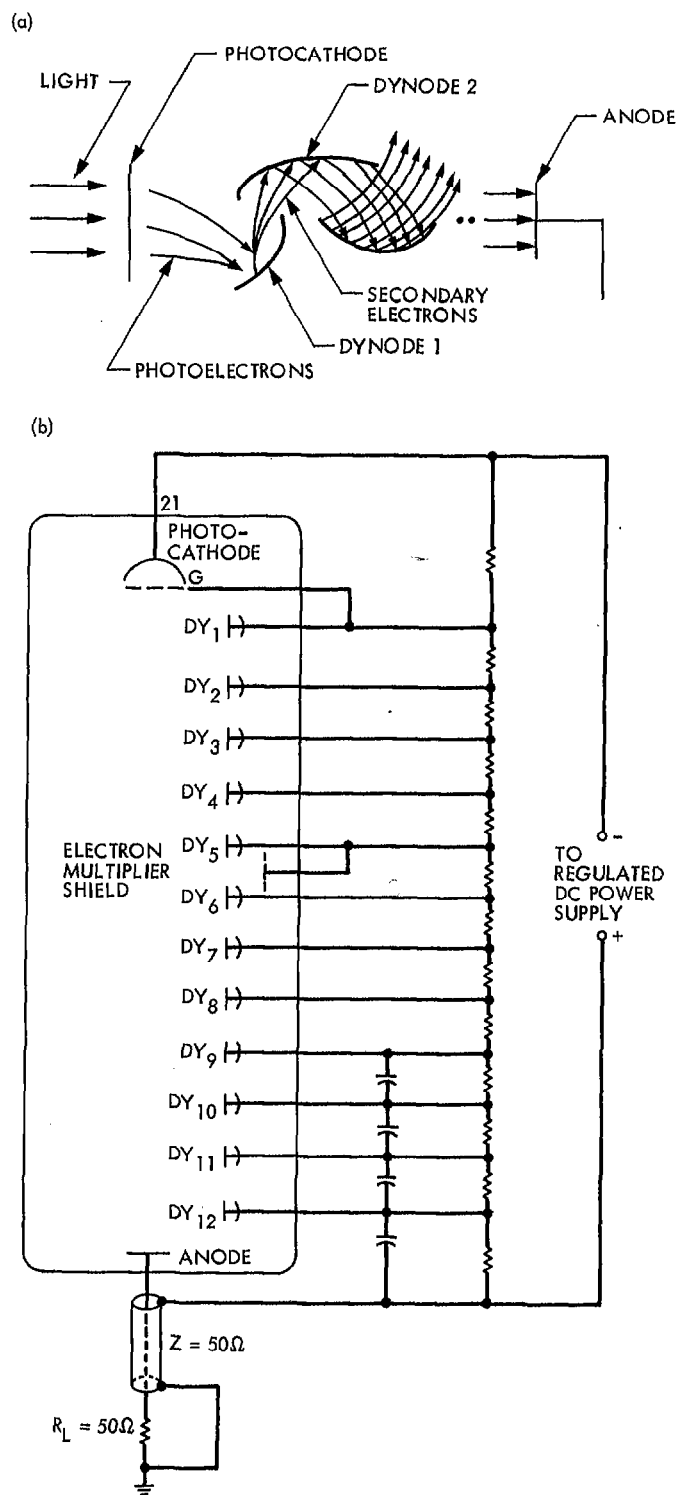 (a)
PHOTOCATHODE
LIGHT
DYNODE 2
ANODE
SECONDARY
ELECTRONS
DYNODE 1
PHOTOELECTRONS
(b)
21
PHOTO-
CATHODE
G
DY1
DY2
DY3
DY4
DY5
ELECTRON
MULTIPLIER
SHIELD
DY6
DY7
DY8
DY9
DY10
DY11
DY12
-
TO
REGULATED
DC POWER
SUPPLY
+
ANODE
Z = 50Ω
RL = 50Ω